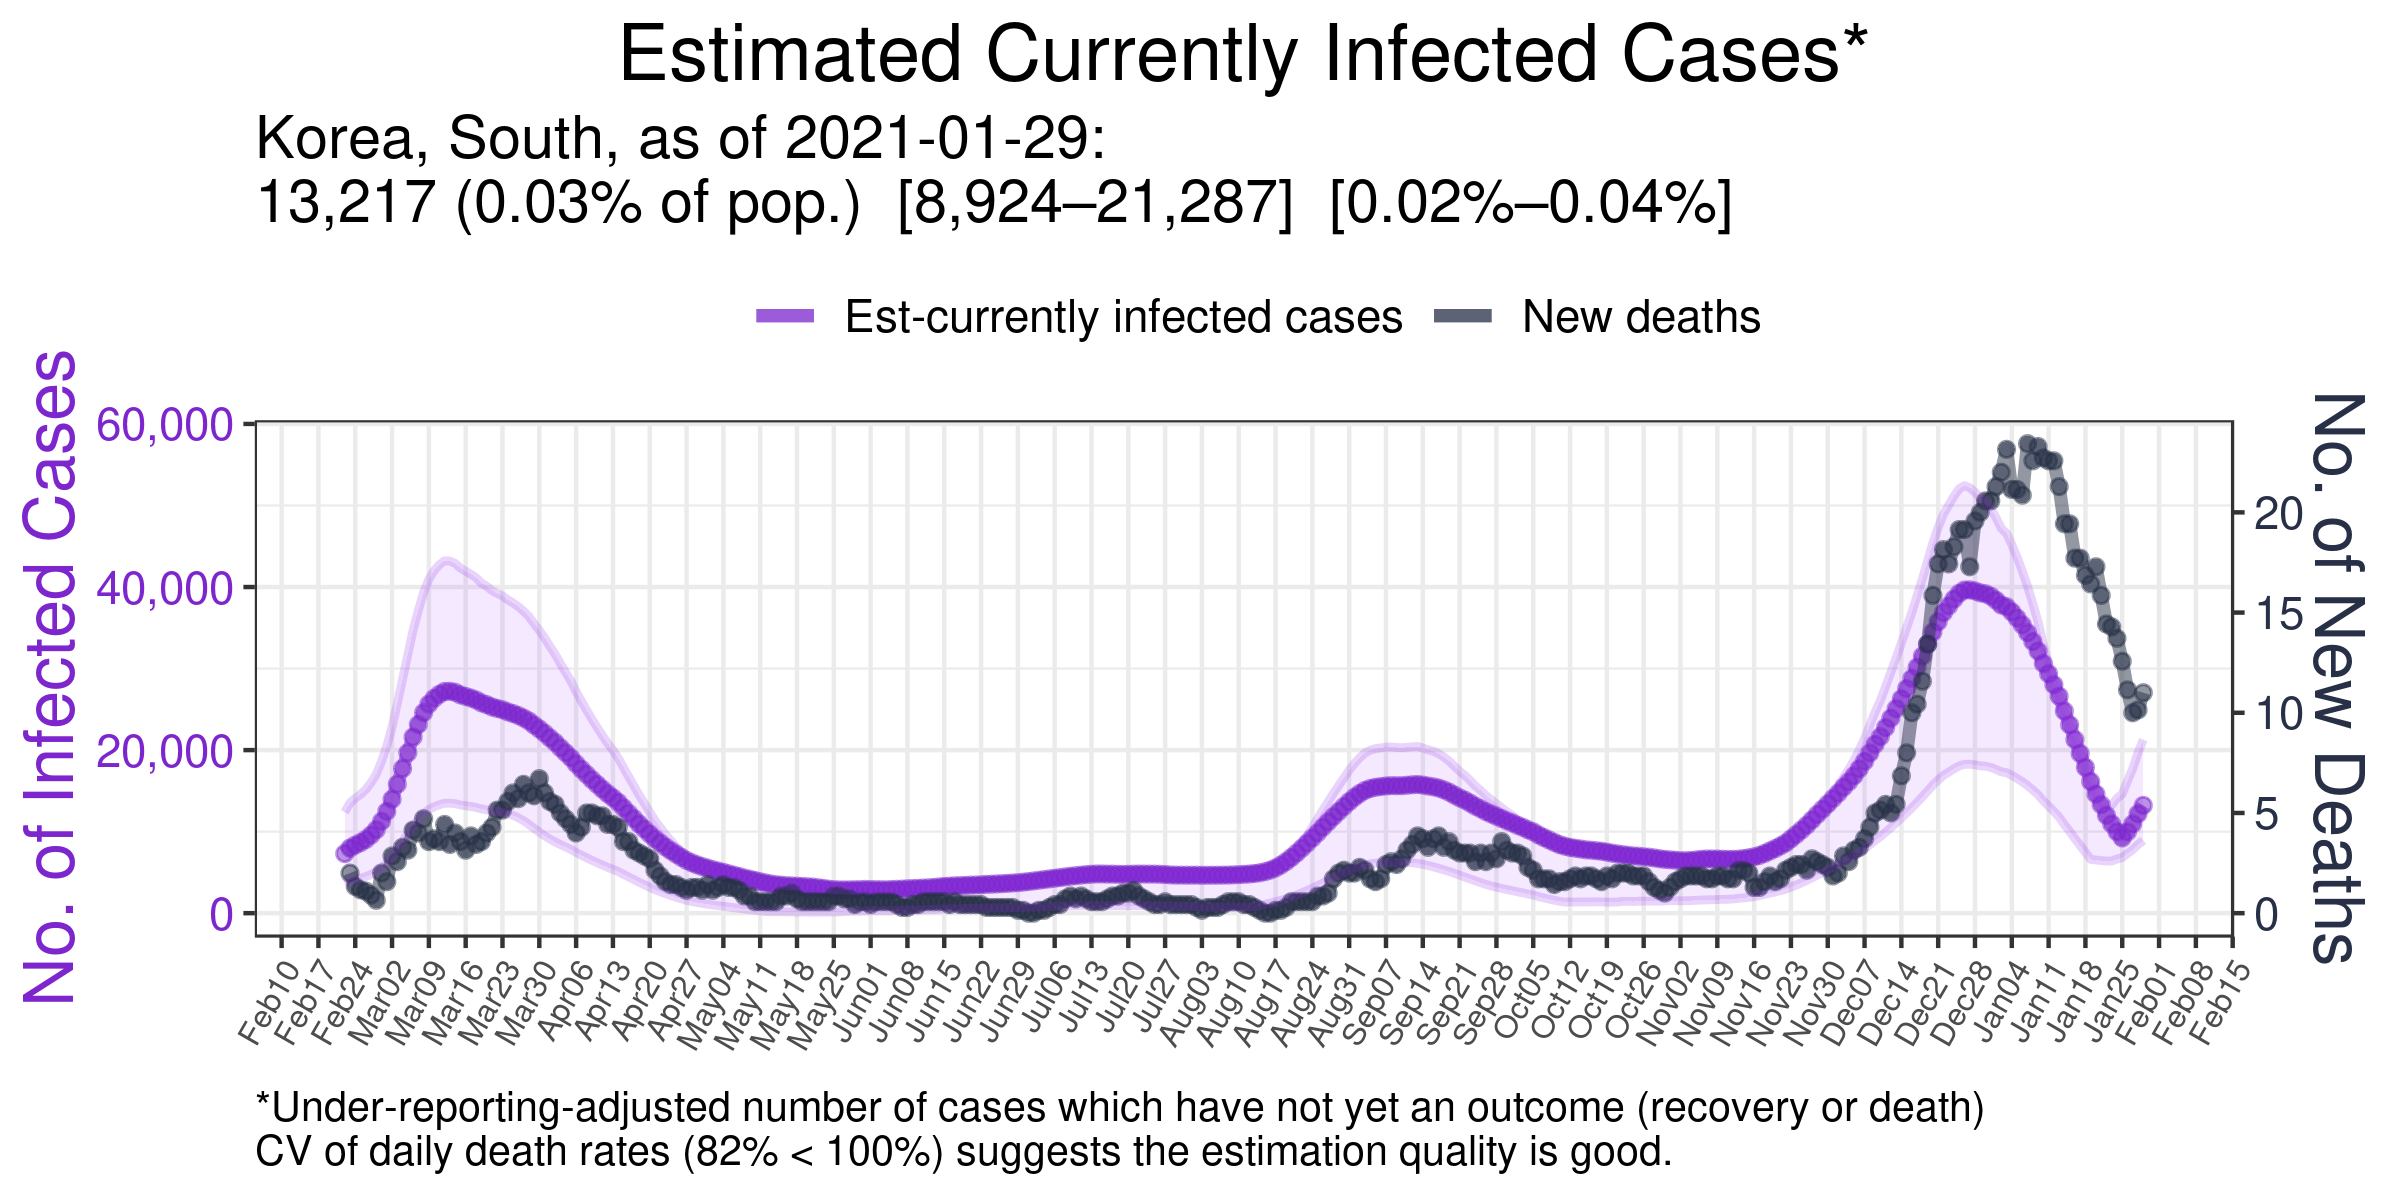 Estimated Currently Infected Cases*
Korea, South, as of 2021-01-29:
13,217 (0.03% of pop.)  [8,924–21,287]  [0.02%–0.04%]
Est-currently infected cases
New deaths
No. of Infected Cases
60,000
40,000
20,000
0
20
15
10
5
0
No. of New Deaths
Feb10
Feb17
Feb24
Mar02
Mar09
Mar16
Mar23
Mar30
Apr06
Apr13
Apr20
Apr27
May04
May11
May18
May25
Jun01
Jun08
Jun15
Jun22
Jun29
Jul06
Jul13
Jul20
Jul27
Aug03
Aug10
Aug17
Aug24
Aug31
Sep07
Sep14
Sep21
Sep28
Oct05
Oct12
Oct19
Oct26
Nov02
Nov09
Nov16
Nov23
Nov30
Dec07
Dec14
Dec21
Dec28
Jan04
Jan11
Jan18
Jan25
Feb01
Feb08
Feb15
*Under-reporting-adjusted number of cases which have not yet an outcome (recovery or death)
CV of daily death rates (82% < 100%) suggests the estimation quality is good.